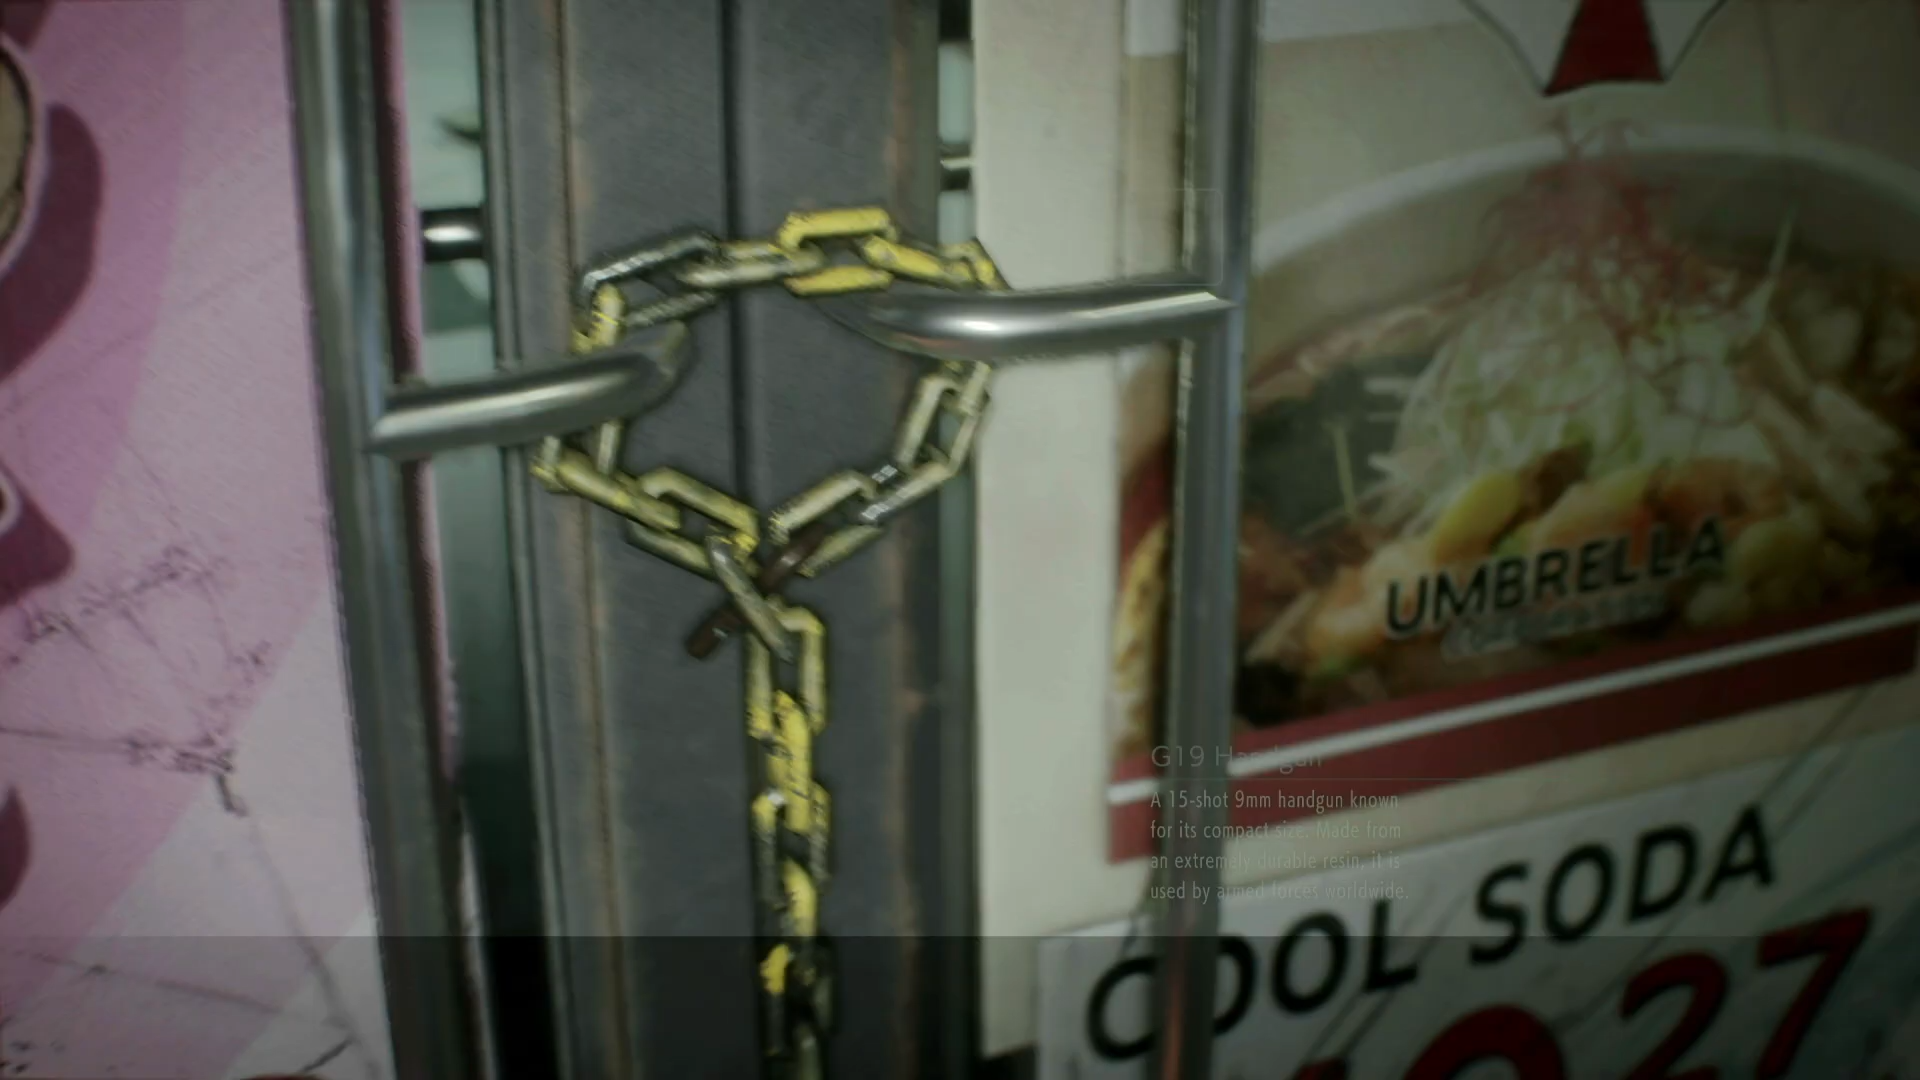 UMBRELLA
G19 Handgun
A 15-shot 9mm handgun known
for its compact size. Made from
an extremely durable resin, it is
used by armed forces worldwide.
COOL SODA
27